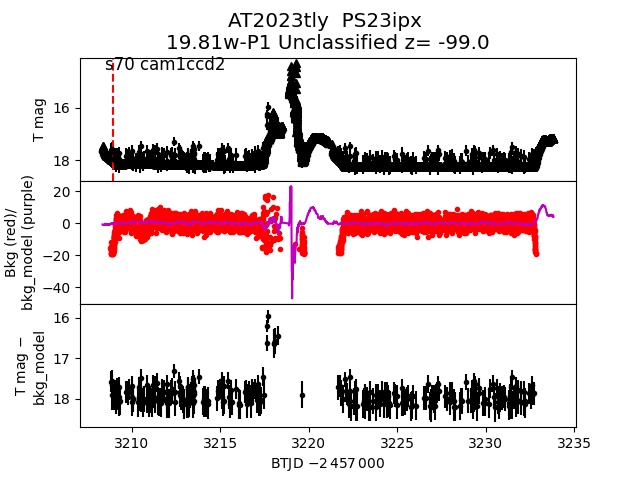 AT2023tly  PS23ipx
19.81w-P1 Unclassified z= -99.0
s70 cam1ccd2
T mag
16
18
Bkg (red)/
bkg_model (purple)
20
0
−20
−40
T mag −
bkg_model
16
17
18
3210
3215
3220
3225
3230
3235
BTJD −2 457 000